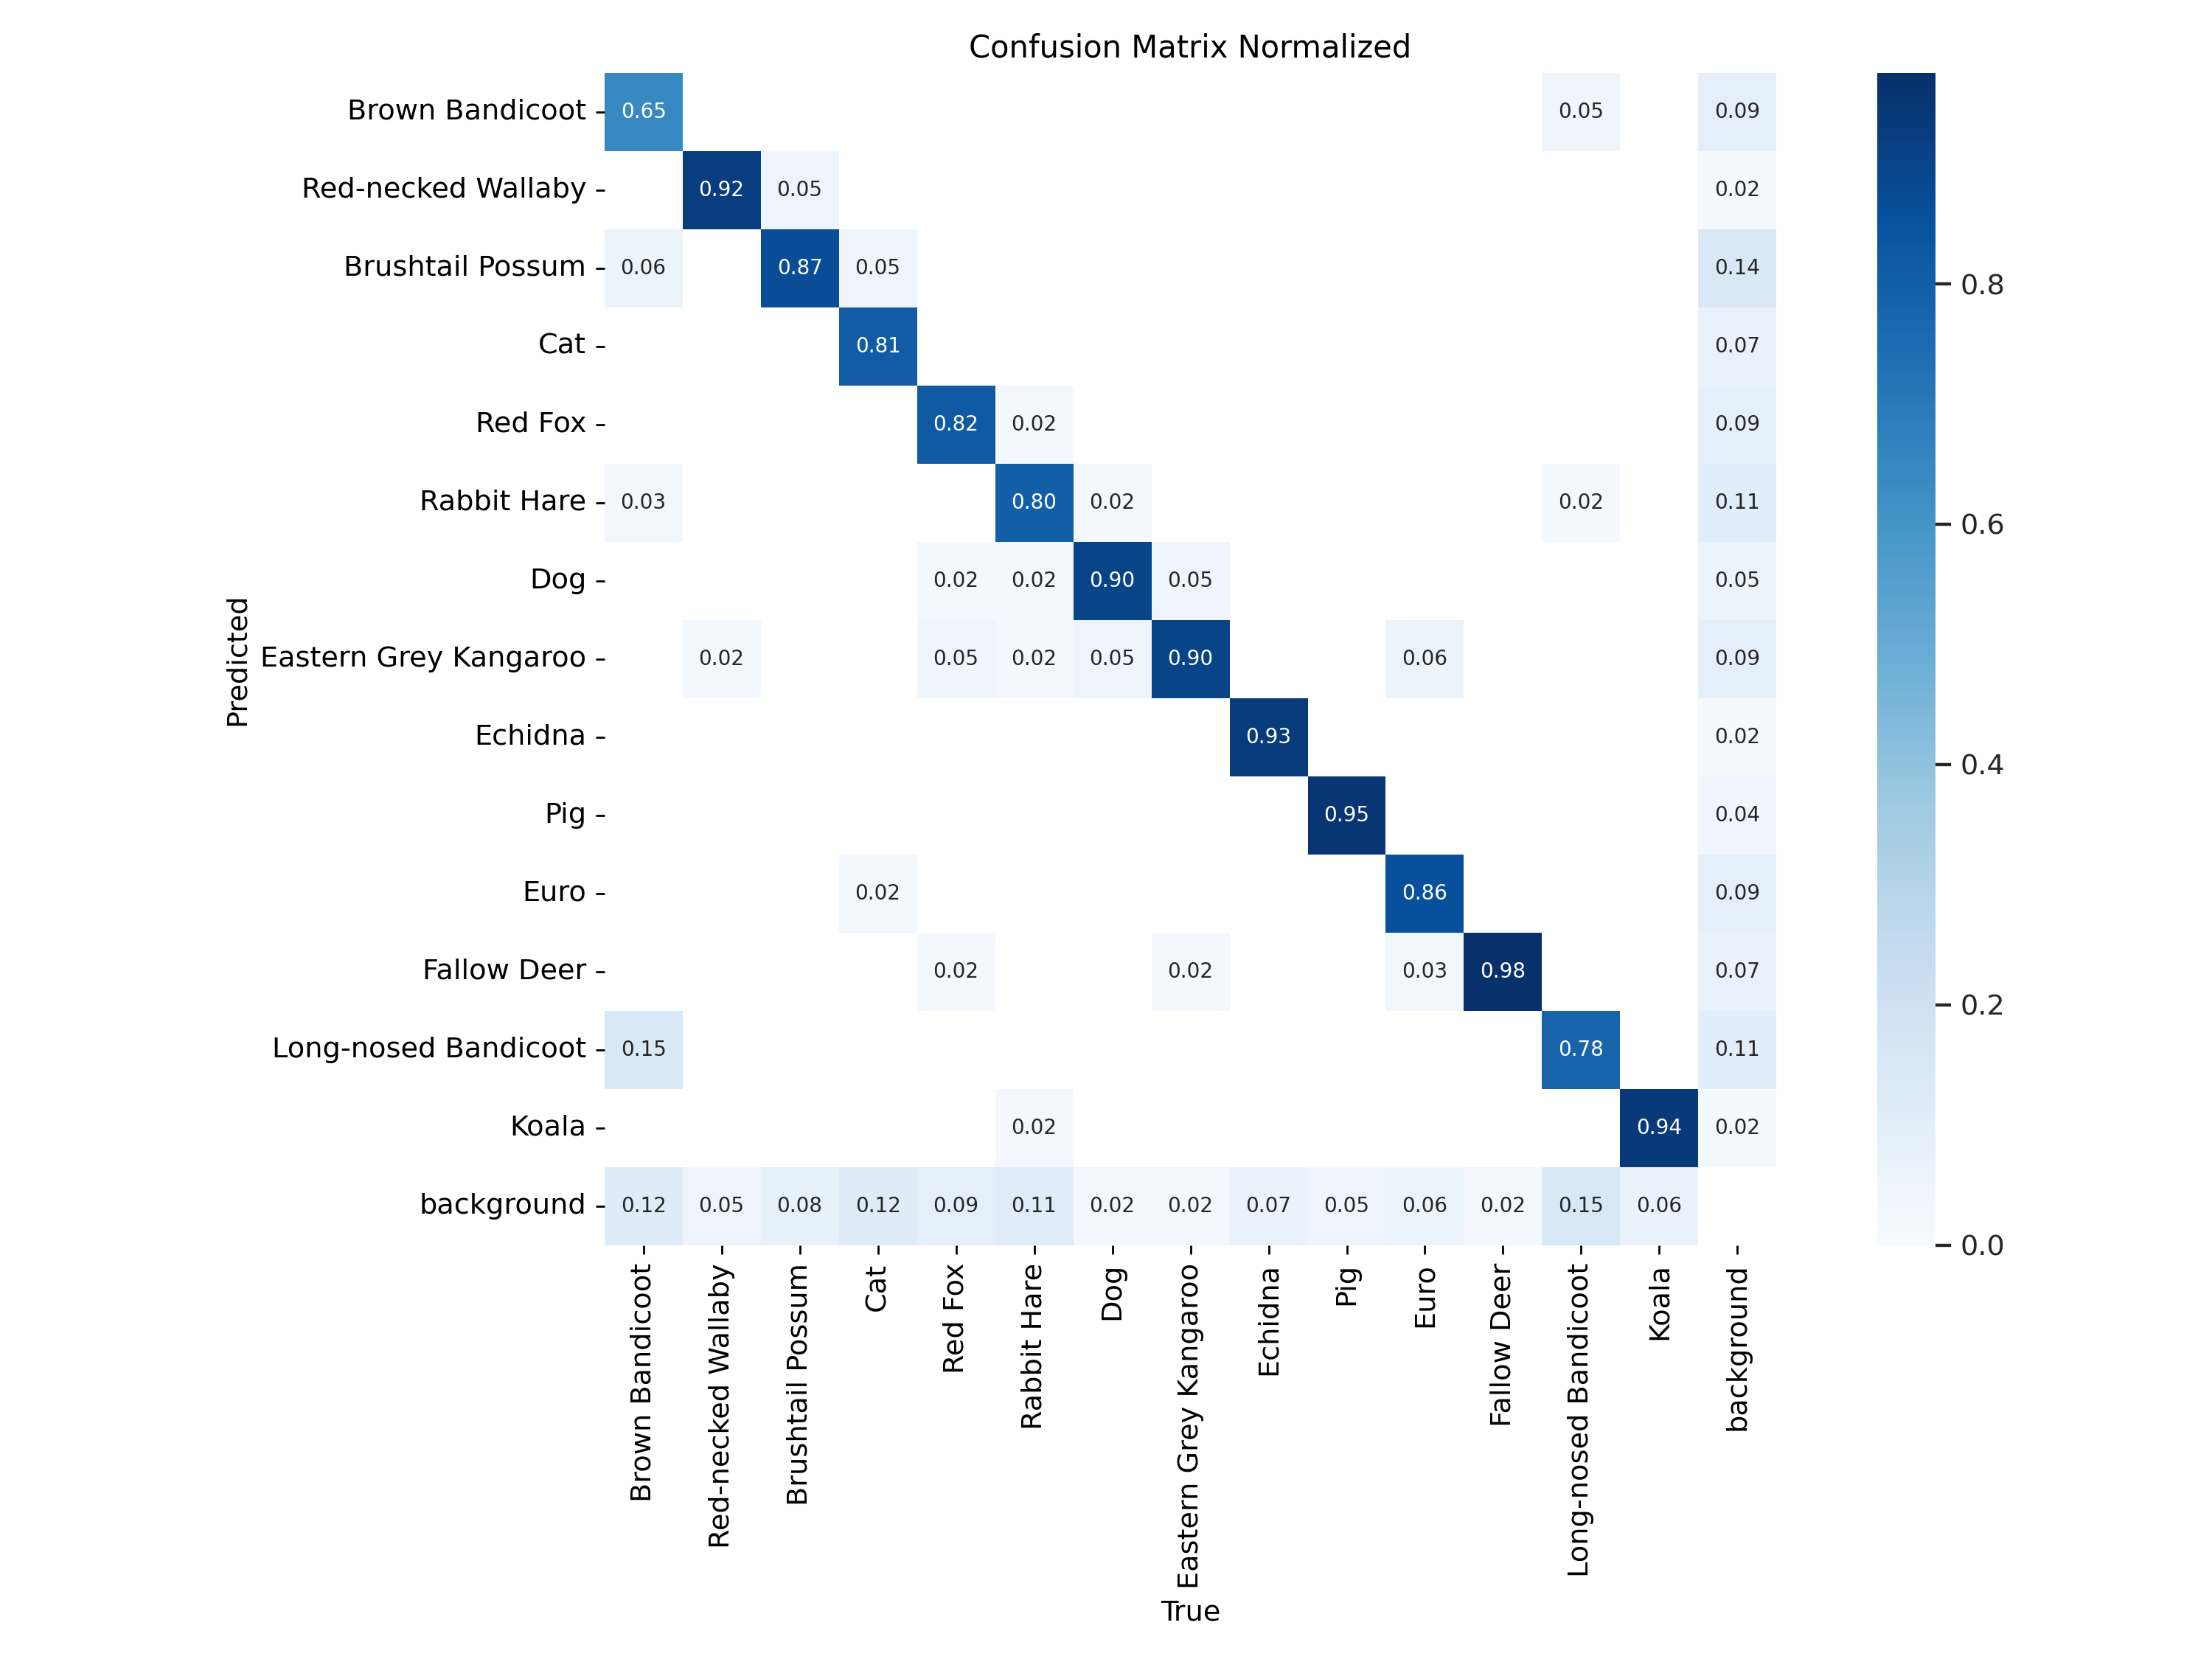 Confusion Matrix Normalized
Brown Bandicoot 0.65 0.05 0.09
Red-necked Wallaby 0.92 0.05 0.02
Brushtail Possum 0.06 0.87 0.05 0.14
Cat 0.81 0.07
Red Fox 0.82 0.02 0.09
Rabbit Hare 0.03 0.80 0.02 0.02 0.11
Dog 0.02 0.02 0.90 0.05 0.05
Eastern Grey Kangaroo 0.02 0.05 0.02 0.05 0.90 0.06 0.09
Echidna 0.93 0.02
Pig 0.95 0.04
Euro 0.02 0.86 0.09
Fallow Deer 0.02 0.02 0.03 0.98 0.07
Long-nosed Bandicoot 0.15 0.78 0.11
Koala 0.02 0.94 0.02
background 0.12 0.05 0.08 0.12 0.09 0.11 0.02 0.02 0.07 0.05 0.06 0.02 0.15 0.06
Predicted
Brown Bandicoot
Red-necked Wallaby
Brushtail Possum
Cat
Red Fox
Rabbit Hare
Dog
Eastern Grey Kangaroo
Echidna
Pig
Euro
Fallow Deer
Long-nosed Bandicoot
Koala
background
True
0.8
0.6
0.4
0.2
0.0